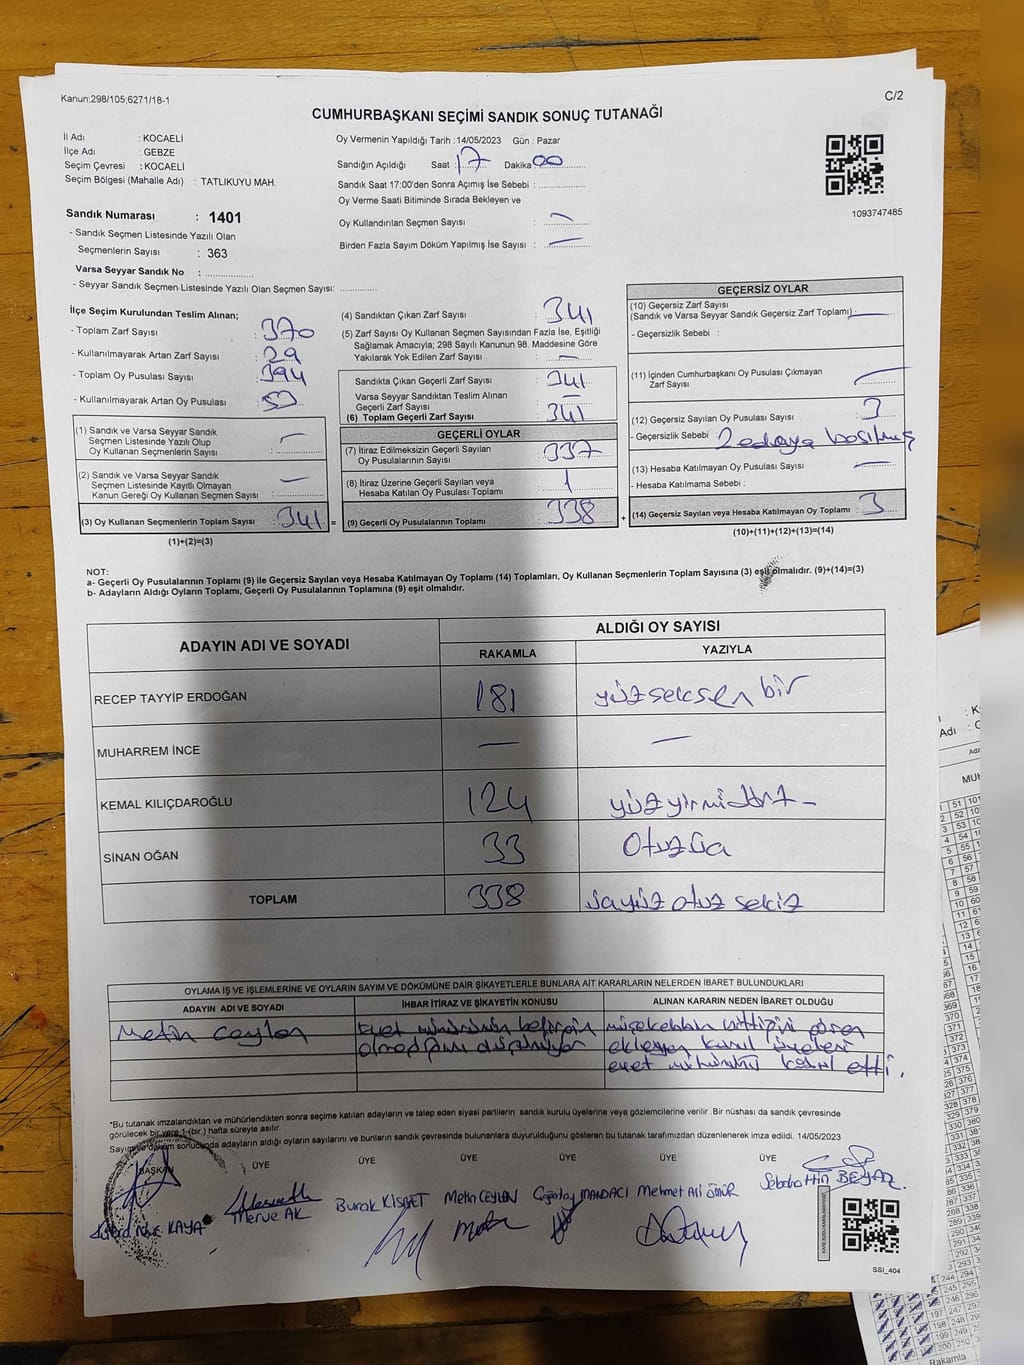 Kanun;298/105;6271/18-1
C/2
CUMHURBAŞKANI SEÇİMİ SANDIK SONUÇ TUTANAĞI
İl Adı : KOCAELİ
İlçe Adı : GEBZE
Seçim Çevresi : KOCAELİ
Seçim Bölgesi (Mahalle Adı) : TATLIKUYU MAH.
Oy Vermenin Yapıldığı Tarih : 14/05/2023 Gün : Pazar
Sandığın Açıldığı Saat : 17 Dakika 00
Sandık Saat 17:00'den Sonra Açımış İse Sebebi : ..................
Oy Verme Saati Bitiminde Sırada Bekleyen ve
Oy Kullandırılan Seçmen Sayısı : —
Birden Fazla Sayım Döküm Yapılmış İse Sayısı : —
1093747485
Sandık Numarası : 1401
- Sandık Seçmen Listesinde Yazılı Olan
Seçmenlerin Sayısı : 363
Varsa Seyyar Sandık No : ..................
- Seyyar Sandık Seçmen Listesinde Yazılı Olan Seçmen Sayısı: ..............
İlçe Seçim Kurulundan Teslim Alınan;
- Toplam Zarf Sayısı : 370
- Kullanılmayarak Artan Zarf Sayısı : 29
- Toplam Oy Pusulası Sayısı : 394
- Kullanılmayarak Artan Oy Pusulası : 53
(1) Sandık ve Varsa Seyyar Sandık
Seçmen Listesinde Yazılı Olup
Oy Kullanan Seçmenlerin Sayısı : —
(2) Sandık ve Varsa Seyyar Sandık
Seçmen Listesinde Kayıtlı Olmayan
Kanun Gereği Oy Kullanan Seçmen Sayısı : —
(3) Oy Kullanan Seçmenlerin Toplam Sayısı : 341 =
(1)+(2)=(3)
(4) Sandıktan Çıkan Zarf Sayısı : 341
(5) Zarf Sayısı Oy Kullanan Seçmen Sayısından Fazla İse, Eşitliği
Sağlamak Amacıyla; 298 Sayılı Kanunun 98. Maddesine Göre
Yakılarak Yok Edilen Zarf Sayısı : —
Sandıkta Çıkan Geçerli Zarf Sayısı : 341
Varsa Seyyar Sandıktan Teslim Alınan
Geçerli Zarf Sayısı : —
(6) Toplam Geçerli Zarf Sayısı : 341
GEÇERLİ OYLAR
(7) İtiraz Edilmeksizin Geçerli Sayılan
Oy Pusulalarının Sayısı : 337
(8) İtiraz Üzerine Geçerli Sayılan veya
Hesaba Katılan Oy Pusulası Toplamı : 1
(9) Geçerli Oy Pusulalarının Toplamı : 338 +
GEÇERSİZ OYLAR
(10) Geçersiz Zarf Sayısı
(Sandık ve Varsa Seyyar Sandık Geçersiz Zarf Toplamı) : —
- Geçersizlik Sebebi :
(11) İçinden Cumhurbaşkanı Oy Pusulası Çıkmayan
Zarf Sayısı : —
(12) Geçersiz Sayılan Oy Pusulası Sayısı : 3
- Geçersizlik Sebebi : 2 adaya basılmış
(13) Hesaba Katılmayan Oy Pusulası Sayısı : —
- Hesaba Katılmama Sebebi :
(14) Geçersiz Sayılan veya Hesaba Katılmayan Oy Toplamı : 3
(10)+(11)+(12)+(13)=(14)
NOT:
a- Geçerli Oy Pusulalarının Toplamı (9) ile Geçersiz Sayılan veya Hesaba Katılmayan Oy Toplamı (14) Toplamları, Oy Kullanan Seçmenlerin Toplam Sayısına (3) eşit olmalıdır. (9)+(14)=(3)
b- Adayların Aldığı Oyların Toplamı, Geçerli Oy Pusulalarının Toplamına (9) eşit olmalıdır.
ADAYIN ADI VE SOYADI
ALDIĞI OY SAYISI
RAKAMLA YAZIYLA
RECEP TAYYİP ERDOĞAN 181 yüzseksen bir
MUHARREM İNCE — —
KEMAL KILIÇDAROĞLU 124 yüzyirmidört
SİNAN OĞAN 33 Otuzüç
TOPLAM 338 üçyüz otuz sekiz
OYLAMA İŞ VE İŞLEMLERİNE VE OYLARIN SAYIM VE DÖKÜMÜNE DAİR ŞİKAYETLERLE BUNLARA AİT KARARLARIN NELERDEN İBARET BULUNDUKLARI
ADAYIN ADI VE SOYADI İHBAR İTİRAZ VE ŞİKAYETİN KONUSU ALINAN KARARIN NEDEN İBARET OLDUĞU
Metin Ceylan Evet mührünün belirgin mürekkebin bittiğini gören
olmadığını düşünüyor ekleyen kurul üyeleri
evet mührünü kabul etti.
*Bu tutanak imzalandıktan ve mühürlendikten sonra seçime katılan adayların ve talep eden siyasi partilerin sandık kurulu üyelerine veya gözlemcilerine verilir .Bir nüshası da sandık çevresinde
görülecek bir yere 1 (bir.) hafta süreyle asılır.
Sayım ve döküm sonucunda adayların aldığı oyların sayılarını ve bunların sandık çevresinde bulunanlara duyurulduğunu gösteren bu tutanak tarafımızdan düzenlenerek imza edildi. 14/05/2023
BAŞKAN ÜYE ÜYE ÜYE ÜYE ÜYE ÜYE
KAYA Merve AK Burak KISMET Metin CEYLAN Çağatay MANDACI Mehmet Ali ÖMÜR Sebahattin BEYAZ
SSI_404